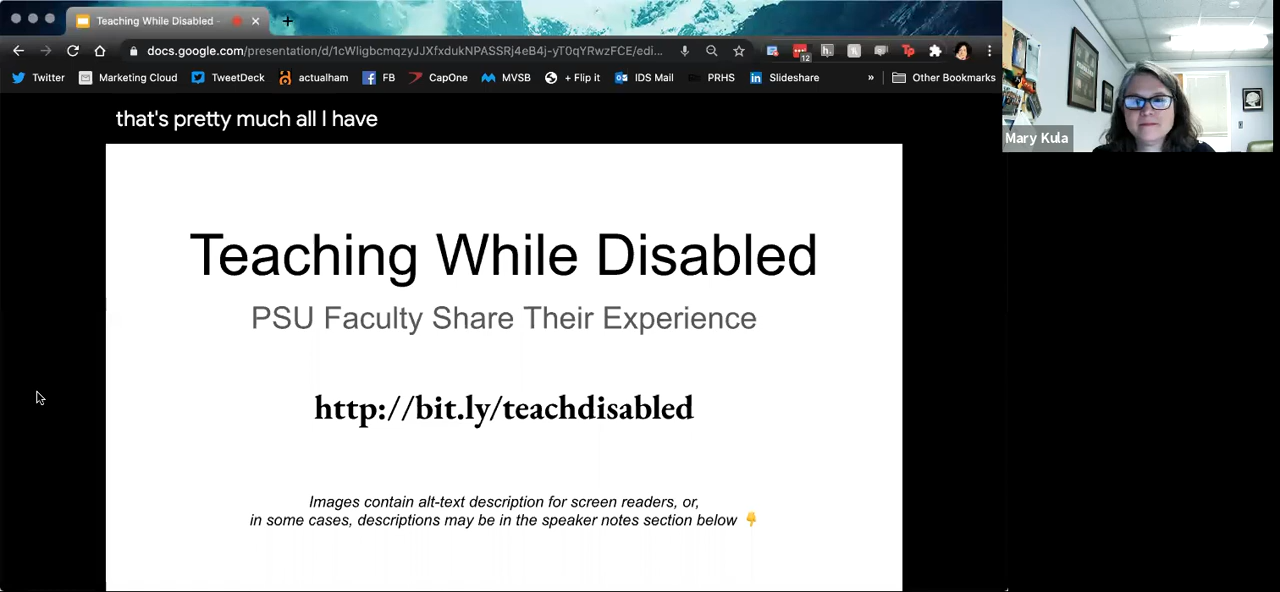 Teaching While Disabled -
docs.google.com/presentation/d/1cWligbcmqzyJJXfxdukNPASSRj4eB4j-yT0qYRwzFCE/edi...
12
Twitter
Marketing Cloud
TweetDeck
actualham
FB
CapOne
MVSB
+ Flip it
IDS Mail
PRHS
Slideshare
»
Other Bookmarks
Mary Kula
that's pretty much all I have
Teaching While Disabled
PSU Faculty Share Their Experience
http://bit.ly/teachdisabled
Images contain alt-text description for screen readers, or,
in some cases, descriptions may be in the speaker notes section below 👇